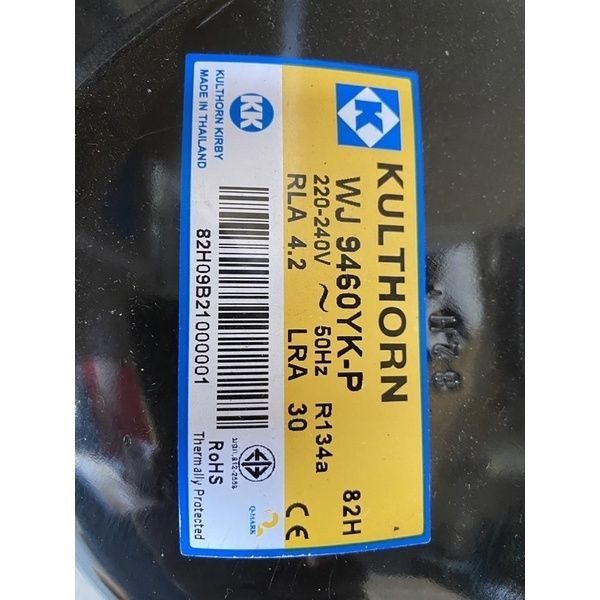 KULTHORN
WJ 9460YK-P 82H
220-240V ~ 50Hz R134a
RLA 4.2 LRA 30
CE
KK
KULTHORN KIRBY
MADE IN THAILAND
82H09B21000001
RoHS
Thermally Protected
Q-MARK